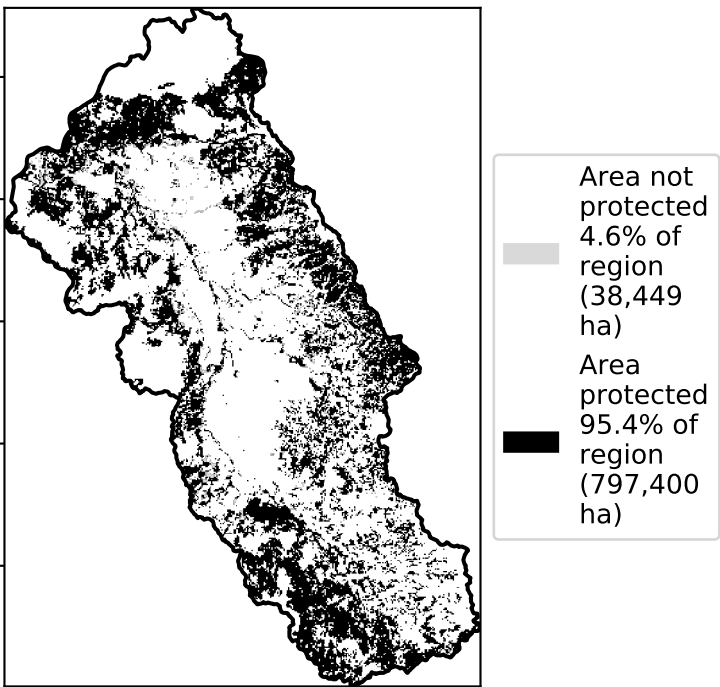 Area not
protected
4.6% of
region
(38,449
ha)
Area
protected
95.4% of
region
(797,400
ha)